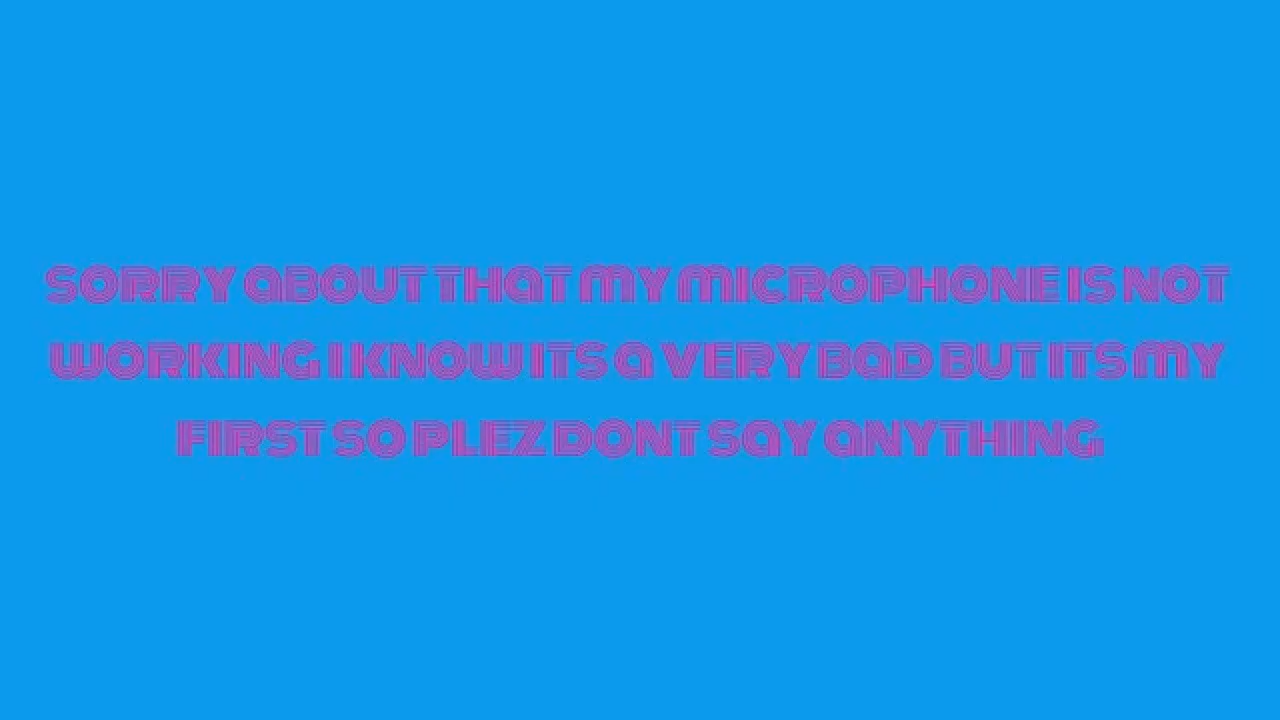 SORRY ABOUT THAT MY MICROPHONE IS NOT
WORKING I KNOW ITS A VERY BAD BUT ITS MY
FIRST SO PLEZ DONT SAY ANYTHING